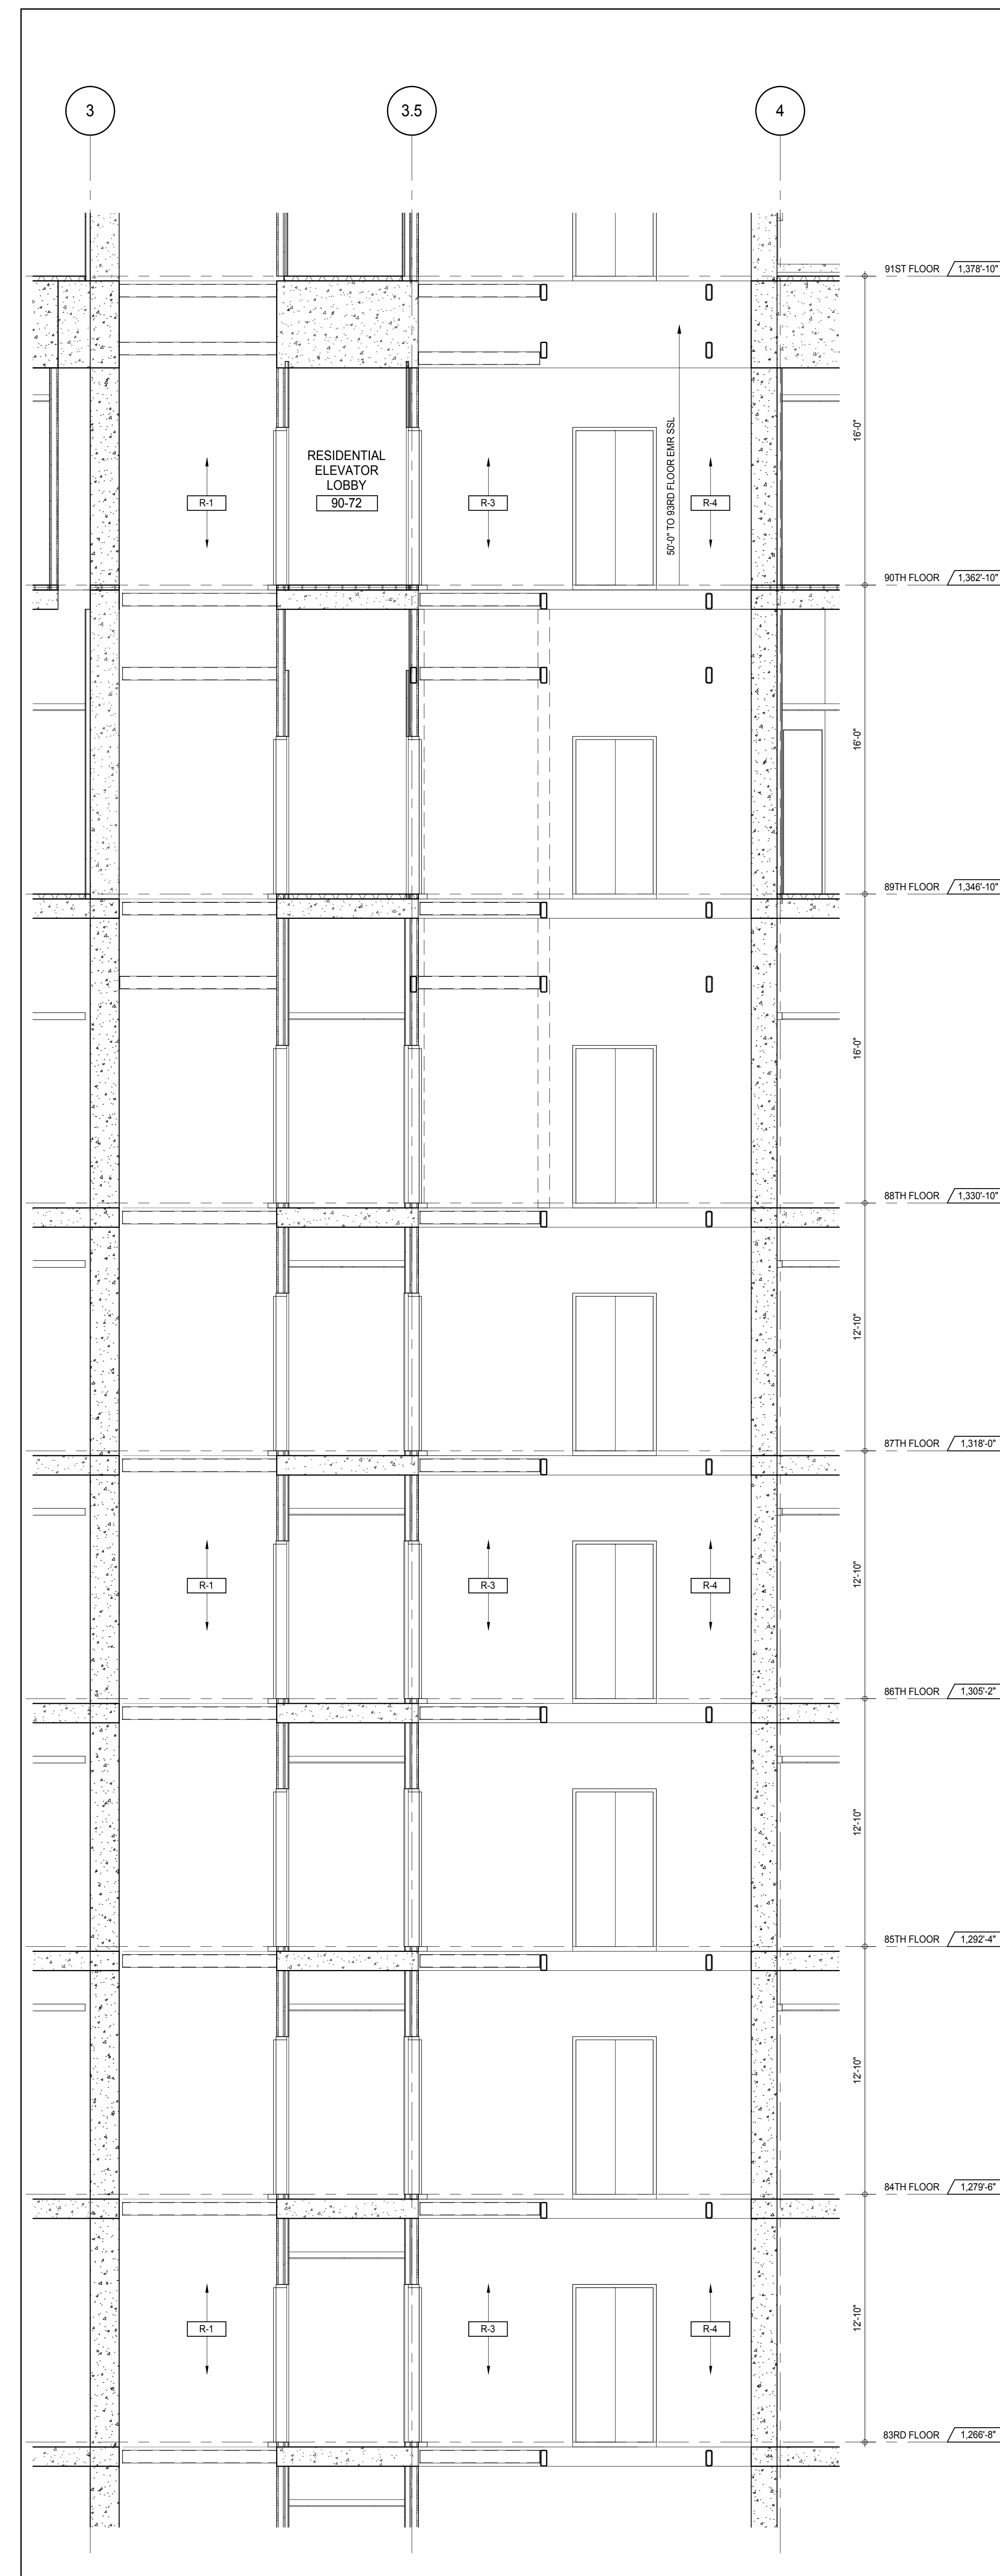 3
3.5
4
91ST FLOOR 1,378'-10"
16'-0"
50'-0" TO 93RD FLOOR EMR SSL
RESIDENTIAL
ELEVATOR
LOBBY
90-72
R-1
R-3
R-4
90TH FLOOR 1,362'-10"
16'-0"
89TH FLOOR 1,346'-10"
16'-0"
88TH FLOOR 1,330'-10"
12'-10"
87TH FLOOR 1,318'-0"
12'-10"
R-1
R-3
R-4
86TH FLOOR 1,305'-2"
12'-10"
85TH FLOOR 1,292'-4"
12'-10"
84TH FLOOR 1,279'-6"
12'-10"
R-1
R-3
R-4
83RD FLOOR 1,266'-8"